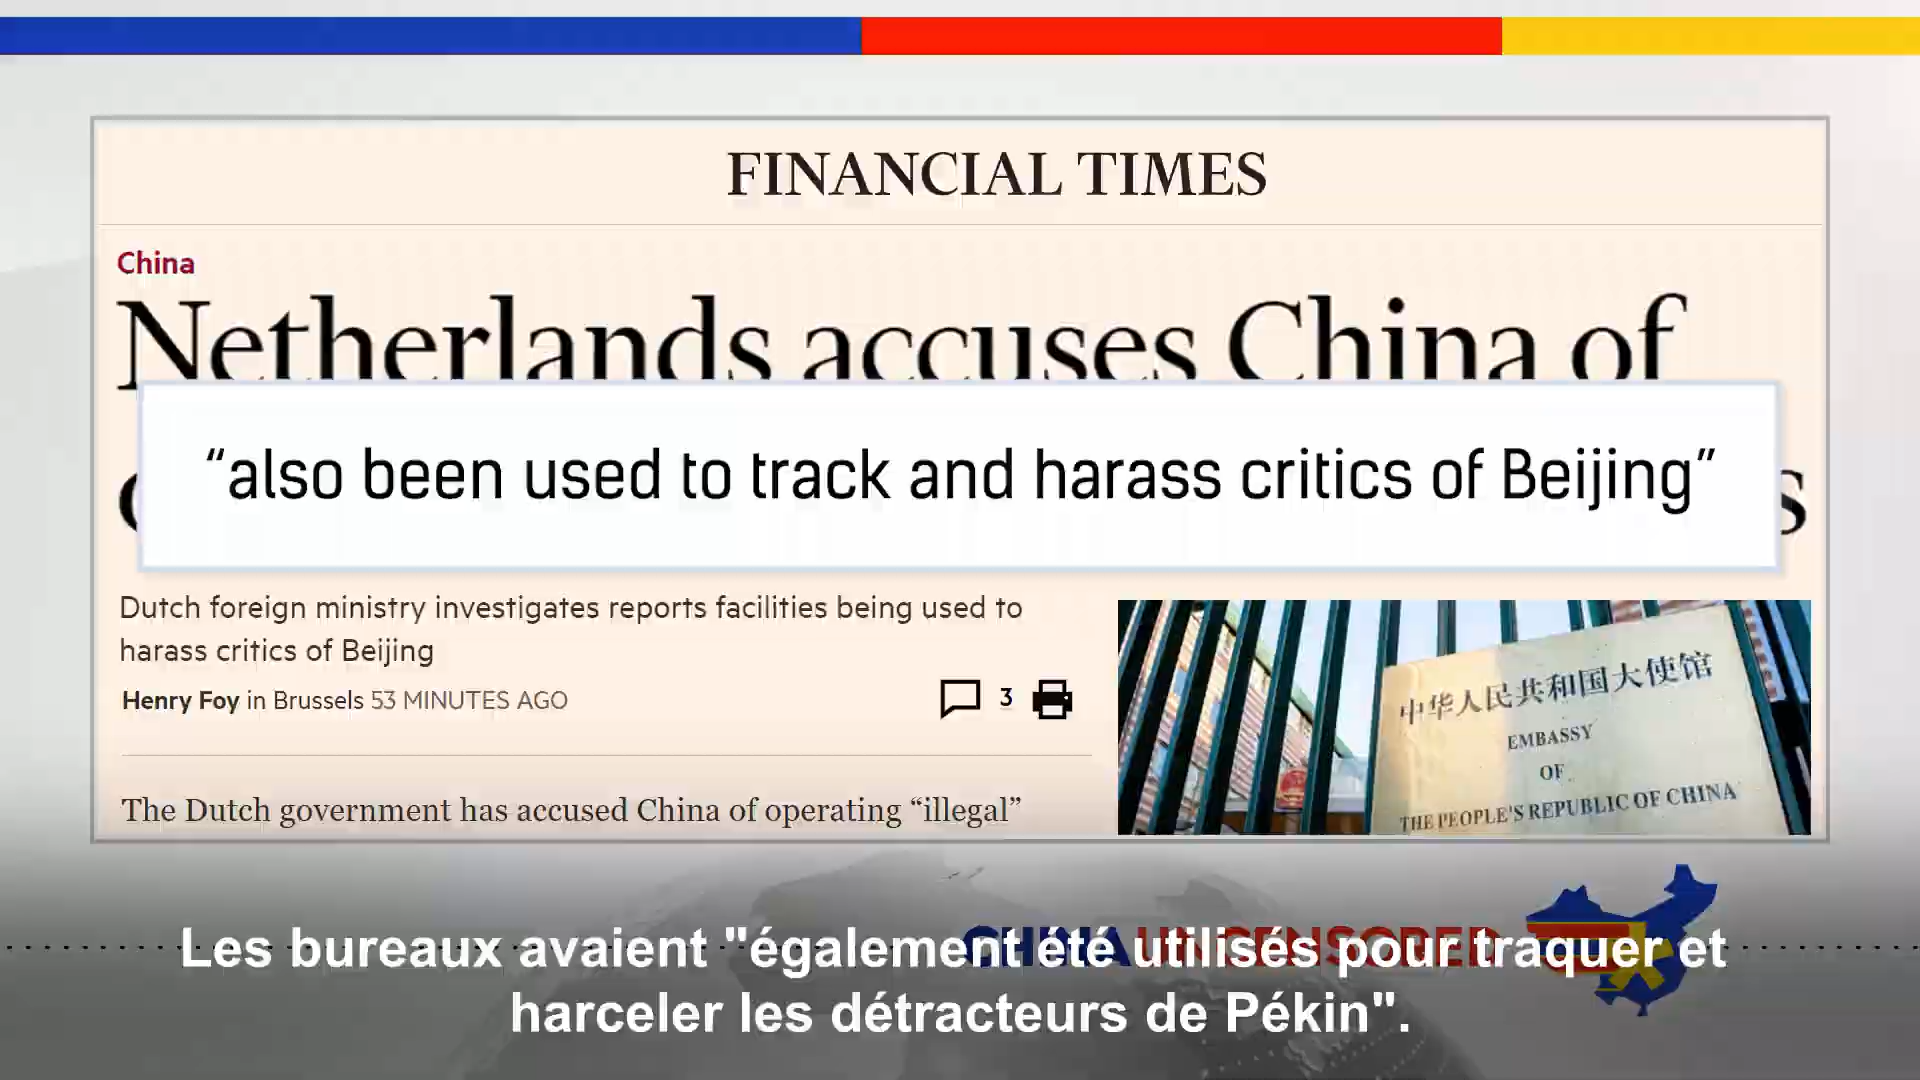 FINANCIAL TIMES
China
Netherlands accuses China of
“also been used to track and harass critics of Beijing”
Dutch foreign ministry investigates reports facilities being used to
harass critics of Beijing
Henry Foy in Brussels 53 MINUTES AGO
3
The Dutch government has accused China of operating “illegal”
中华人民共和国大使馆
EMBASSY
OF
THE PEOPLE'S REPUBLIC OF CHINA
CHINA UNCENSORED
Les bureaux avaient "également été utilisés pour traquer et
harceler les détracteurs de Pékin".